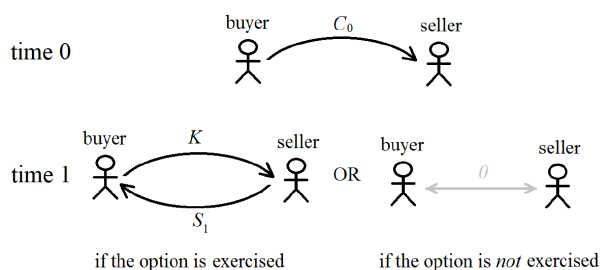 buyer
seller
C0
time 0
buyer
K
seller
buyer
seller
time 1
OR
0
S1
if the option is exercised
if the option is not exercised